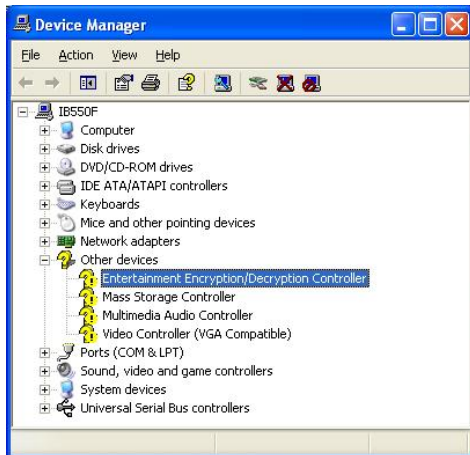 Device Manager
File Action View Help
IB550F
Computer
Disk drives
DVD/CD-ROM drives
IDE ATA/ATAPI controllers
Keyboards
Mice and other pointing devices
Network adapters
Other devices
Entertainment Encryption/Decryption Controller
Mass Storage Controller
Multimedia Audio Controller
Video Controller (VGA Compatible)
Ports (COM & LPT)
Sound, video and game controllers
System devices
Universal Serial Bus controllers